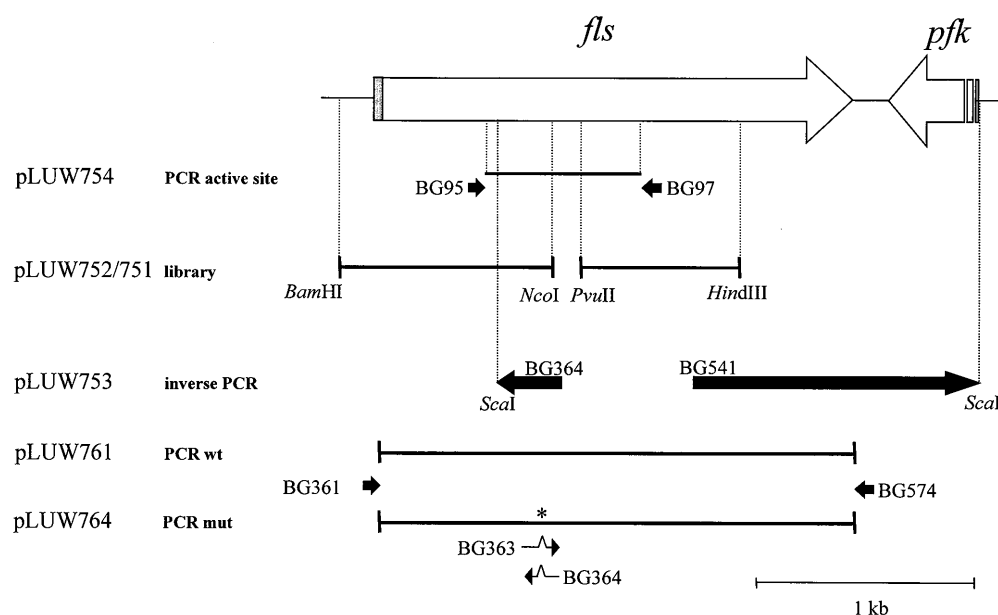 fls pfk
pLUW754 PCR active site BG95 BG97
pLUW752/751 library
BamHI NcoI PvuII HindIII
pLUW753 inverse PCR BG364 BG541
ScaI ScaI
pLUW761 PCR wt
BG361 BG574
pLUW764 PCR mut *
BG363
BG364
1 kb